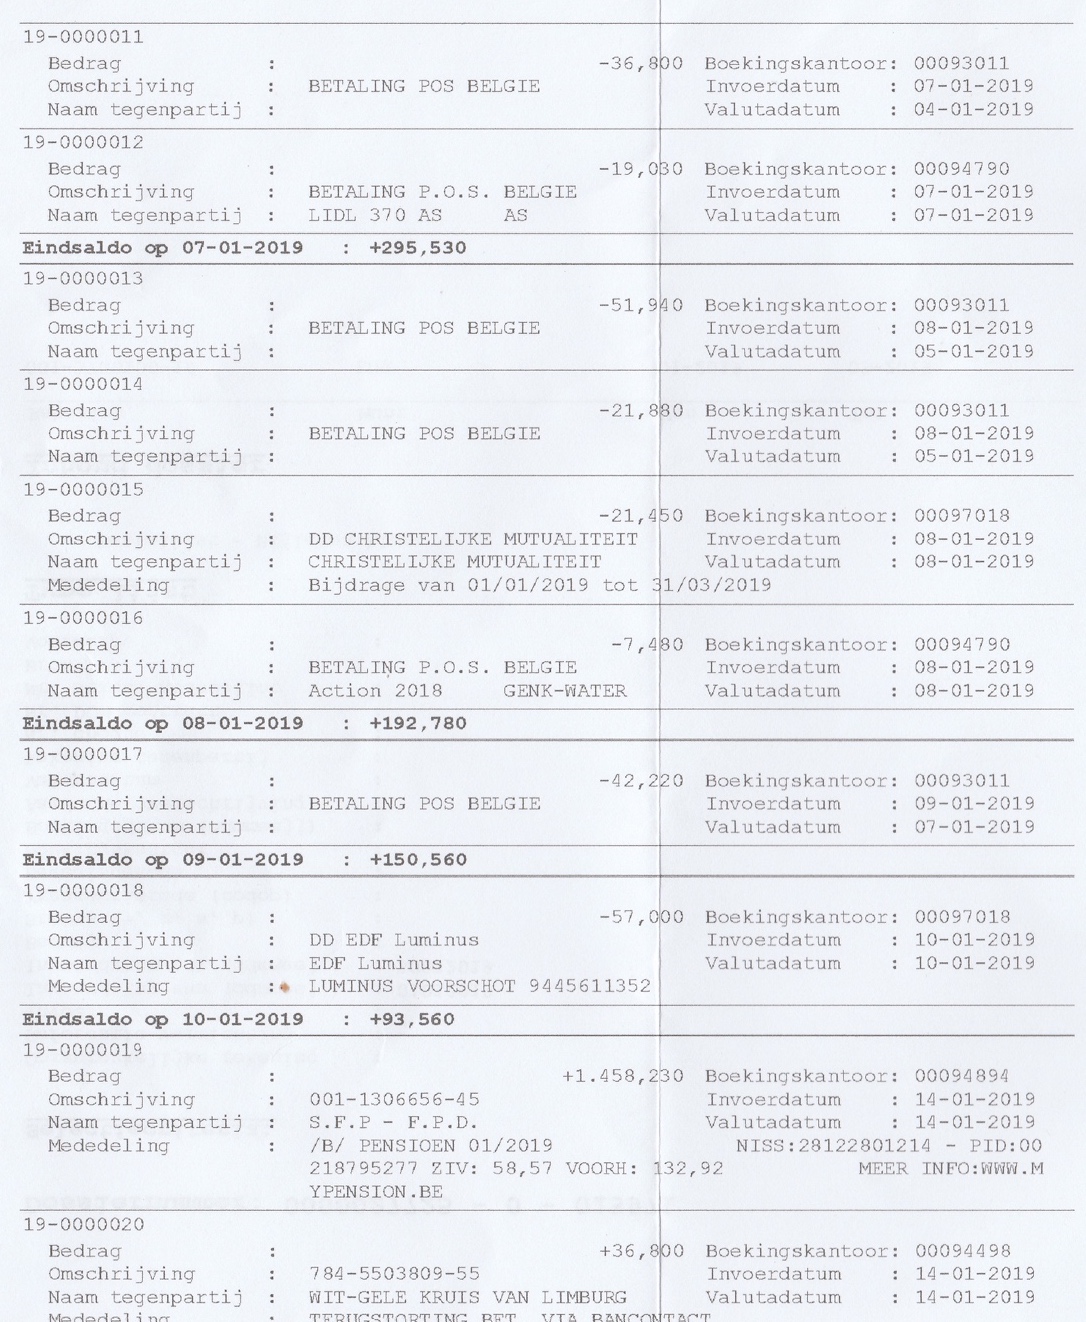 19-0000011
Bedrag : -36,800 Boekingskantoor: 00093011
Omschrijving : BETALING POS BELGIE Invoerdatum : 07-01-2019
Naam tegenpartij : Valutadatum : 04-01-2019
19-0000012
Bedrag : -19,030 Boekingskantoor: 00094790
Omschrijving : BETALING P.O.S. BELGIE Invoerdatum : 07-01-2019
Naam tegenpartij : LIDL 370 AS AS Valutadatum : 07-01-2019
Eindsaldo op 07-01-2019 : +295,530
19-0000013
Bedrag : -51,940 Boekingskantoor: 00093011
Omschrijving : BETALING POS BELGIE Invoerdatum : 08-01-2019
Naam tegenpartij : Valutadatum : 05-01-2019
19-0000014
Bedrag : -21,880 Boekingskantoor: 00093011
Omschrijving : BETALING POS BELGIE Invoerdatum : 08-01-2019
Naam tegenpartij : Valutadatum : 05-01-2019
19-0000015
Bedrag : -21,450 Boekingskantoor: 00097018
Omschrijving : DD CHRISTELIJKE MUTUALITEIT Invoerdatum : 08-01-2019
Naam tegenpartij : CHRISTELIJKE MUTUALITEIT Valutadatum : 08-01-2019
Mededeling : Bijdrage van 01/01/2019 tot 31/03/2019
19-0000016
Bedrag : -7,480 Boekingskantoor: 00094790
Omschrijving : BETALING P.O.S. BELGIE Invoerdatum : 08-01-2019
Naam tegenpartij : Action 2018 GENK-WATER Valutadatum : 08-01-2019
Eindsaldo op 08-01-2019 : +192,780
19-0000017
Bedrag : -42,220 Boekingskantoor: 00093011
Omschrijving : BETALING POS BELGIE Invoerdatum : 09-01-2019
Naam tegenpartij : Valutadatum : 07-01-2019
Eindsaldo op 09-01-2019 : +150,560
19-0000018
Bedrag : -57,000 Boekingskantoor: 00097018
Omschrijving : DD EDF Luminus Invoerdatum : 10-01-2019
Naam tegenpartij : EDF Luminus Valutadatum : 10-01-2019
Mededeling : LUMINUS VOORSCHOT 9445611352
Eindsaldo op 10-01-2019 : +93,560
19-0000019
Bedrag : +1.458,230 Boekingskantoor: 00094894
Omschrijving : 001-1306656-45 Invoerdatum : 14-01-2019
Naam tegenpartij : S.F.P - F.P.D. Valutadatum : 14-01-2019
Mededeling : /B/ PENSIOEN 01/2019 NISS:28122801214 - PID:00
218795277 ZIV: 58,57 VOORH: 132,92 MEER INFO:WWW.M
YPENSION.BE
19-0000020
Bedrag : +36,800 Boekingskantoor: 00094498
Omschrijving : 784-5503809-55 Invoerdatum : 14-01-2019
Naam tegenpartij : WIT-GELE KRUIS VAN LIMBURG Valutadatum : 14-01-2019
Mededeling : TERUGSTORTING BET. VIA BANCONTACT